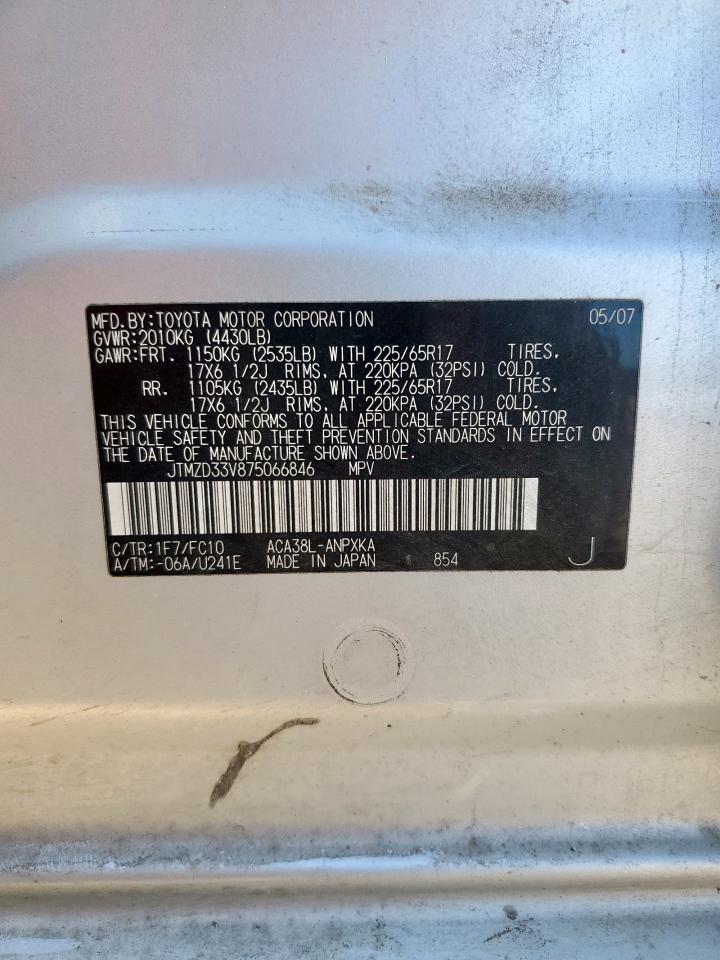 MFD.BY:TOYOTA MOTOR CORPORATION 05/07
GVWR:2010KG (4430LB)
GAWR:FRT. 1150KG (2535LB) WITH 225/65R17 TIRES,
17X6 1/2J RIMS, AT 220KPA (32PSI) COLD.
RR. 1105KG (2435LB) WITH 225/65R17 TIRES,
17X6 1/2J RIMS, AT 220KPA (32PSI) COLD.
THIS VEHICLE CONFORMS TO ALL APPLICABLE FEDERAL MOTOR
VEHICLE SAFETY AND THEFT PREVENTION STANDARDS IN EFFECT ON
THE DATE OF MANUFACTURE SHOWN ABOVE.
JTMZD33V875066846 MPV
C/TR:1F7/FC10 ACA38L-ANPXKA
A/TM:-06A/U241E MADE IN JAPAN 854 J